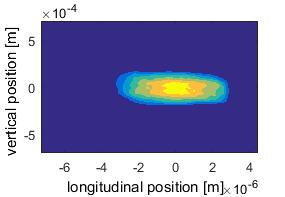 ×10⁻⁴
5
0
-5
vertical position [m]
-6 -4 -2 0 2 4
longitudinal position [m] ×10⁻⁶